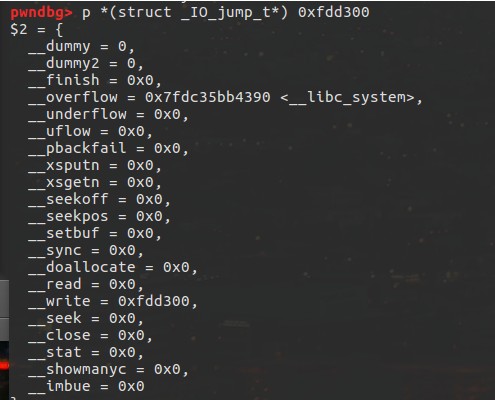 pwndbg> p *(struct _IO_jump_t*) 0xfdd300
$2 = {
  __dummy = 0,
  __dummy2 = 0,
  __finish = 0x0,
  __overflow = 0x7fdc35bb4390 <__libc_system>,
  __underflow = 0x0,
  __uflow = 0x0,
  __pbackfail = 0x0,
  __xsputn = 0x0,
  __xsgetn = 0x0,
  __seekoff = 0x0,
  __seekpos = 0x0,
  __setbuf = 0x0,
  __sync = 0x0,
  __doallocate = 0x0,
  __read = 0x0,
  __write = 0xfdd300,
  __seek = 0x0,
  __close = 0x0,
  __stat = 0x0,
  __showmanyc = 0x0,
  __imbue = 0x0
}